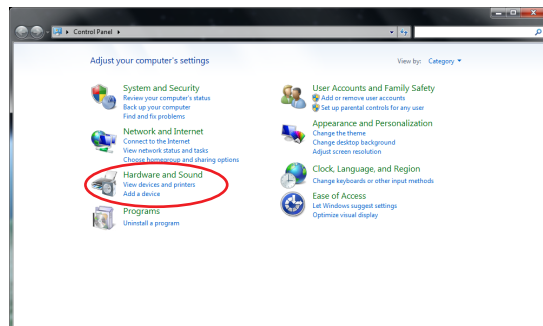 Control Panel
Adjust your computer's settings
View by: Category
System and Security
Review your computer's status
Back up your computer
Find and fix problems
Network and Internet
Connect to the Internet
View network status and tasks
Choose homegroup and sharing options
Hardware and Sound
View devices and printers
Add a device
Programs
Uninstall a program
User Accounts and Family Safety
Add or remove user accounts
Set up parental controls for any user
Appearance and Personalization
Change the theme
Change desktop background
Adjust screen resolution
Clock, Language, and Region
Change keyboards or other input methods
Ease of Access
Let Windows suggest settings
Optimize visual display